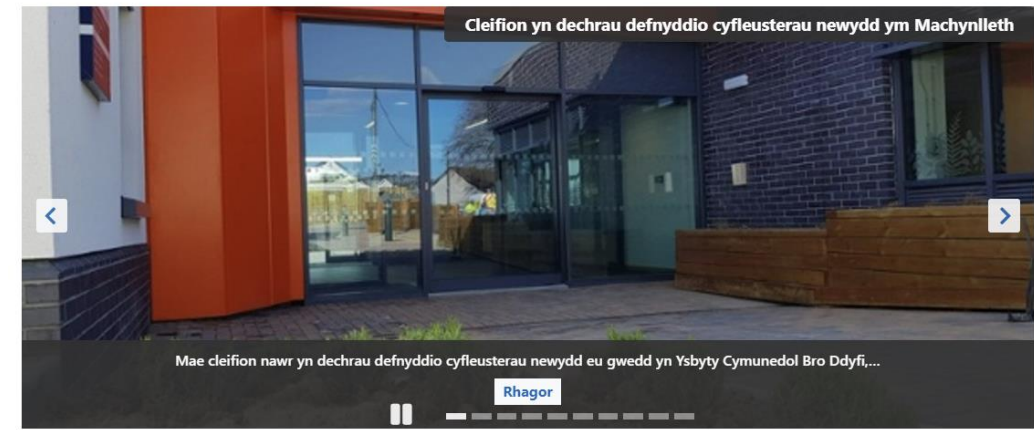 Cleifion yn dechrau defnyddio cyfleusterau newydd ym Machynlleth
Mae cleifion nawr yn dechrau defnyddio cyfleusterau newydd eu gwedd yn Ysbyty Cymunedol Bro Ddyfi,...
Rhagor